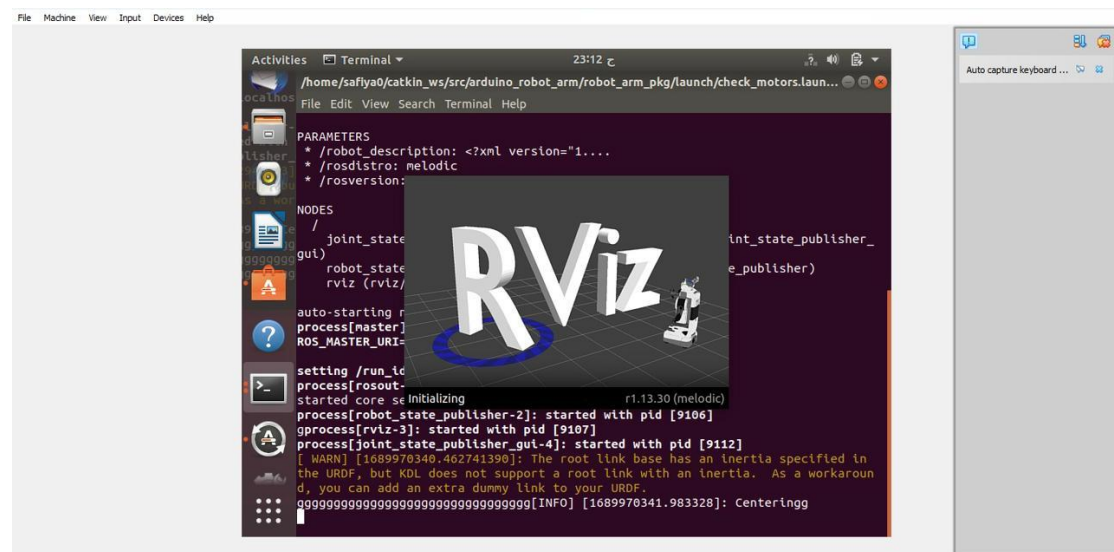 File Machine View Input Devices Help
Auto capture keyboard ...
Activities Terminal 23:12 ح
/home/safiya0/catkin_ws/src/arduino_robot_arm/robot_arm_pkg/launch/check_motors.laun...
File Edit View Search Terminal Help
PARAMETERS
* /robot_description: <?xml version="1....
* /rosdistro: melodic
* /rosversion:
NODES
/
joint_state int_state_publisher_
gui)
robot_state e_publisher)
rviz (rviz/
RViz
auto-starting
process[master]
ROS_MASTER_URI=
setting /run_id
process[rosout-
started core se
Initializing r1.13.30 (melodic)
process[robot_state_publisher-2]: started with pid [9106]
gprocess[rviz-3]: started with pid [9107]
process[joint_state_publisher_gui-4]: started with pid [9112]
[ WARN] [1689970340.462741390]: The root link base has an inertia specified in
the URDF, but KDL does not support a root link with an inertia. As a workaroun
d, you can add an extra dummy link to your URDF.
ggggggggggggggggggggggggggggggggg[INFO] [1689970341.983328]: Centeringg